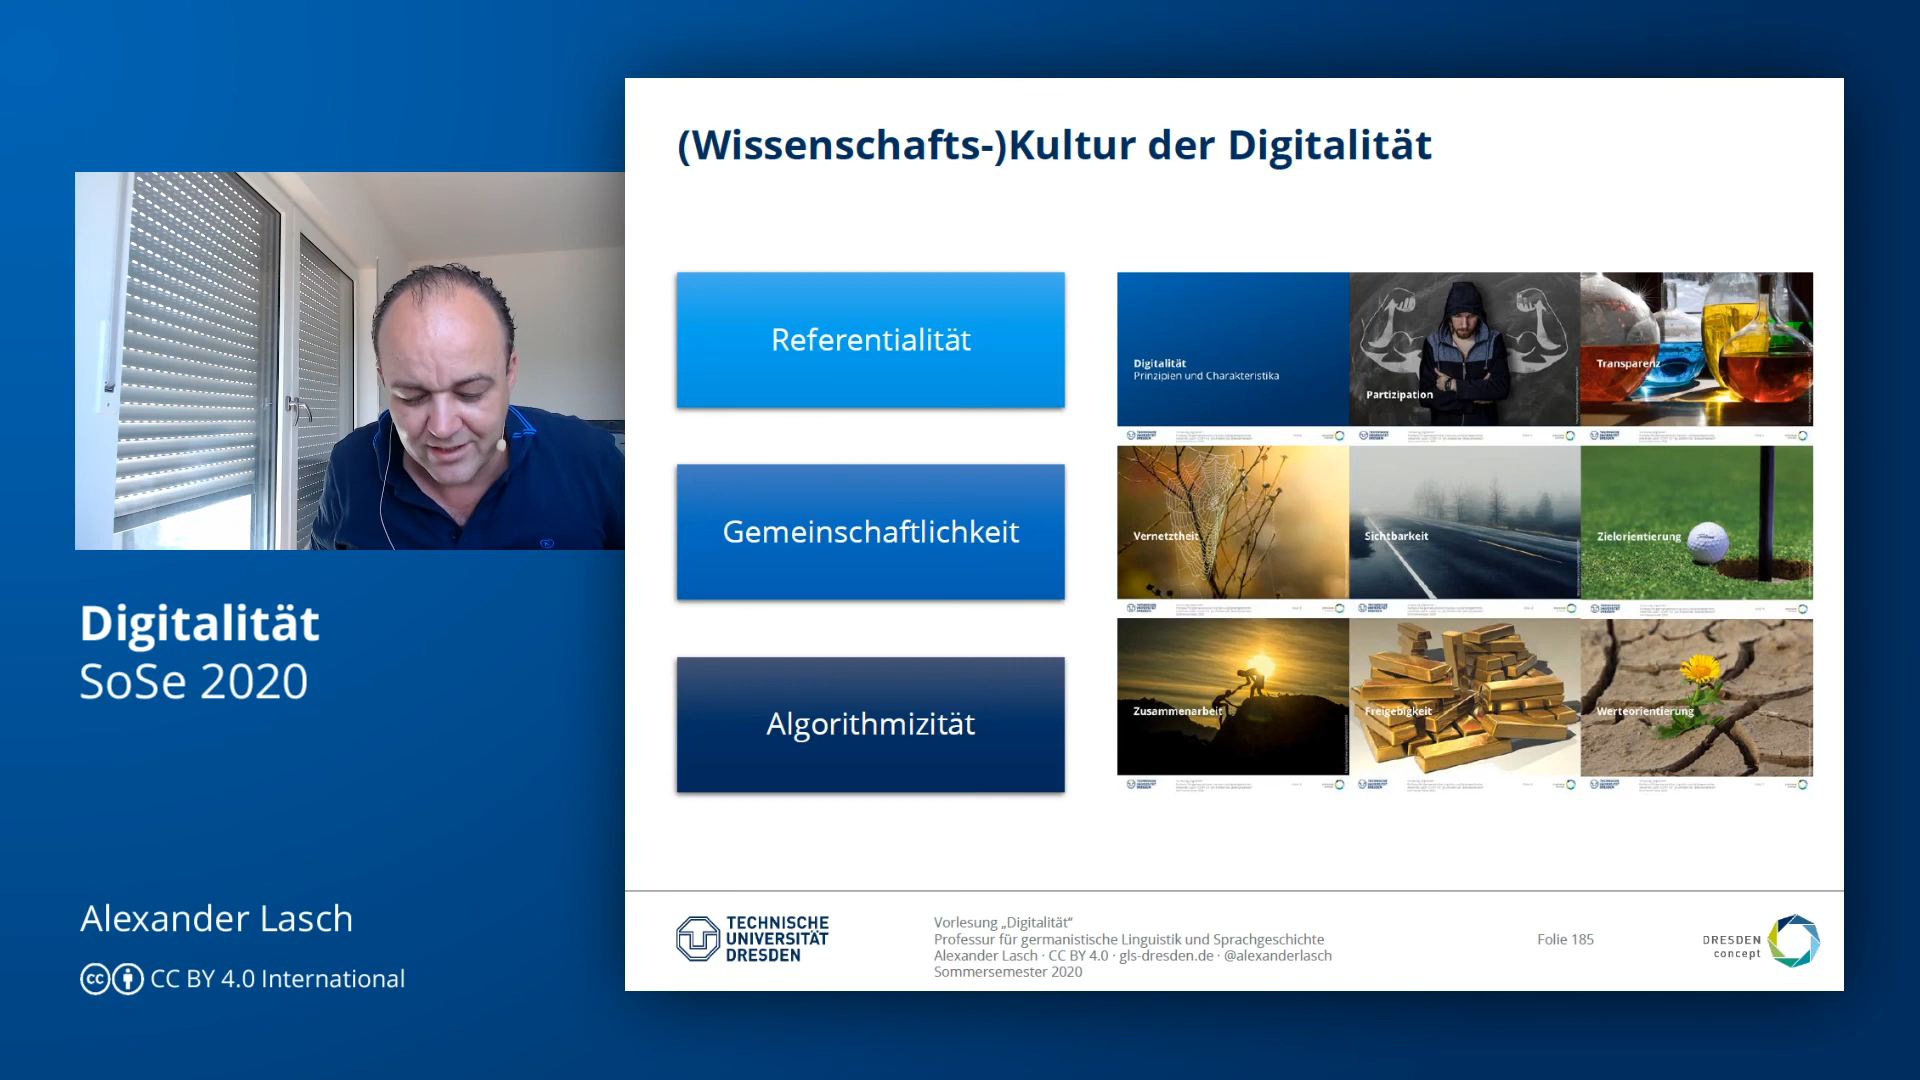 (Wissenschafts-)Kultur der Digitalität
Referentialität
Gemeinschaftlichkeit
Algorithmizität
Digitalität
Prinzipien und Charakteristika
Partizipation
Transparenz
Vernetztheit
Sichtbarkeit
Zielorientierung
Zusammenarbeit
Freigebigkeit
Werteorientierung
Digitalität
SoSe 2020
Alexander Lasch
CC BY 4.0 International
TECHNISCHE
UNIVERSITÄT
DRESDEN
Vorlesung „Digitalität“
Professur für germanistische Linguistik und Sprachgeschichte
Alexander Lasch · CC BY 4.0 · gls-dresden.de · @alexanderlasch
Sommersemester 2020
Folie 185
DRESDEN
concept